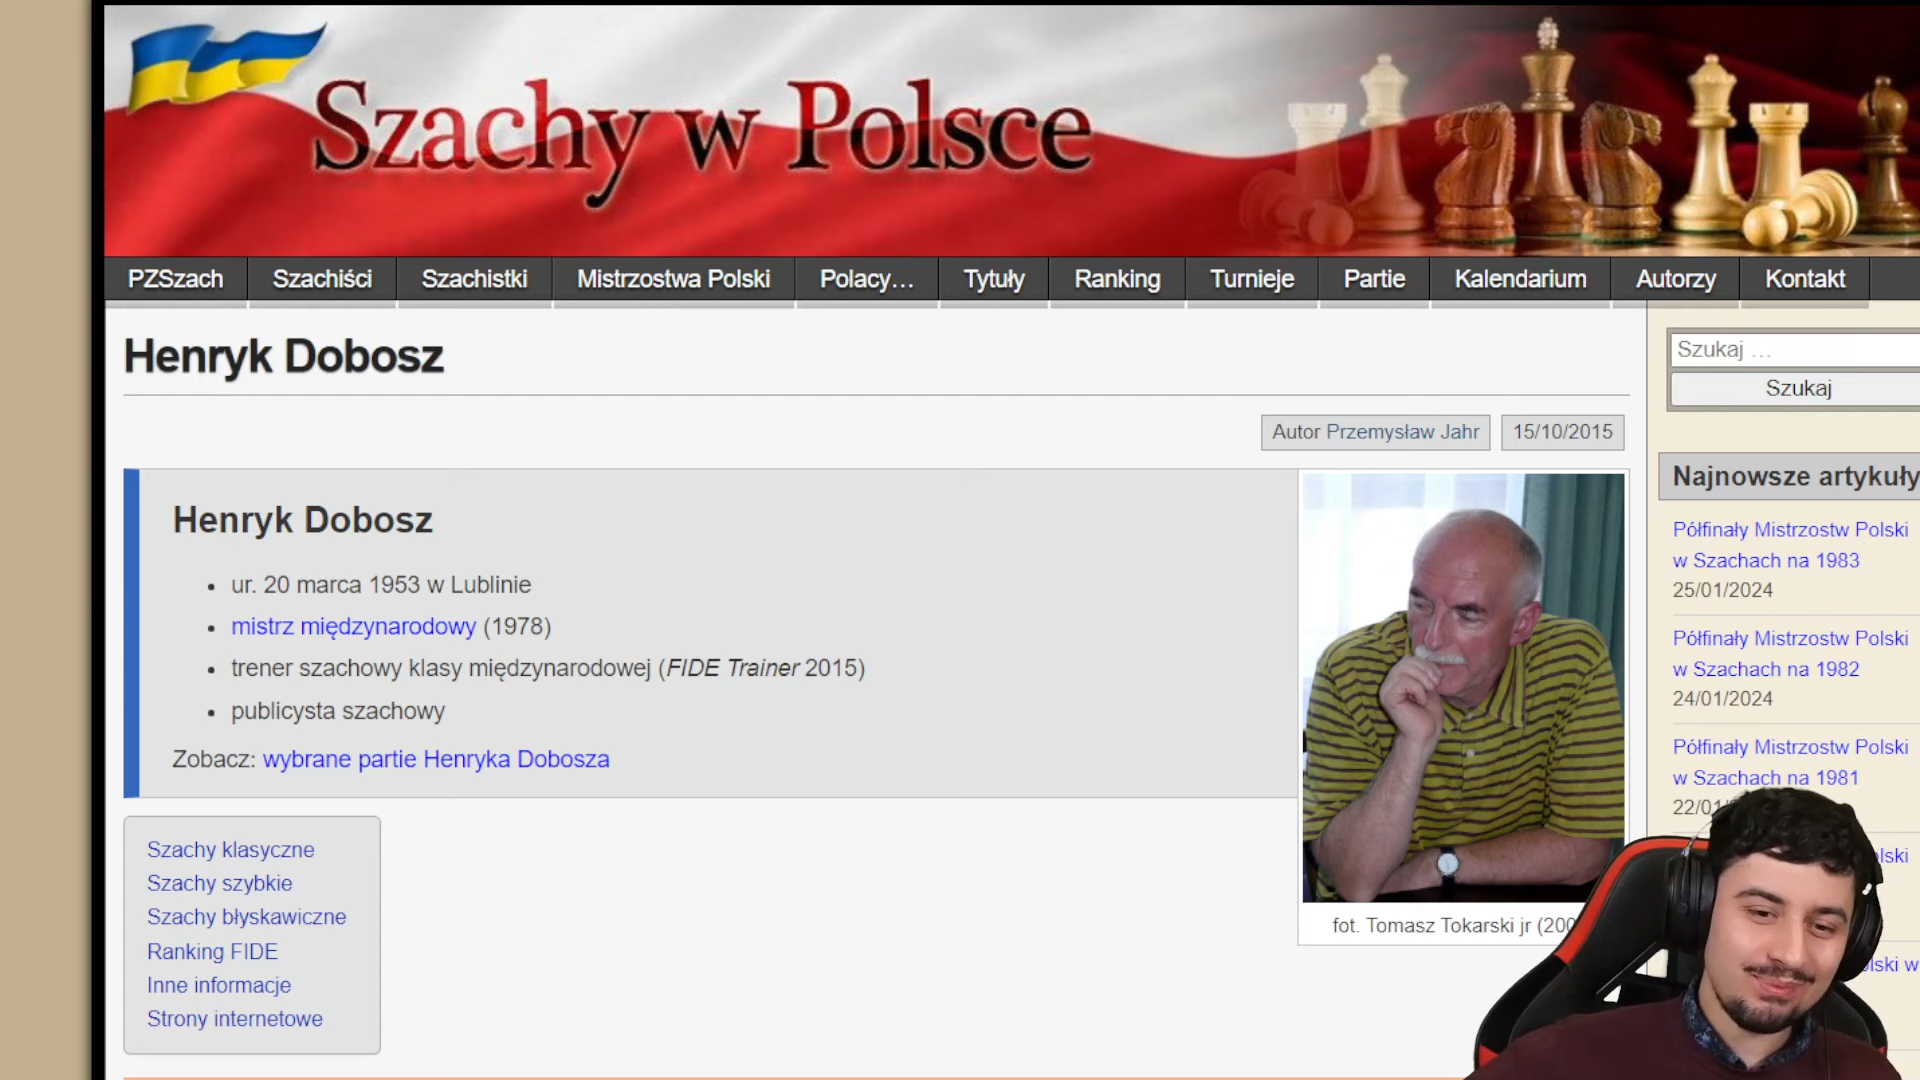 Szachy w Polsce
PZSzach Szachiści Szachistki Mistrzostwa Polski Polacy… Tytuły Ranking Turnieje Partie Kalendarium Autorzy Kontakt
Henryk Dobosz
Autor Przemysław Jahr 15/10/2015
Henryk Dobosz
• ur. 20 marca 1953 w Lublinie
• mistrz międzynarodowy (1978)
• trener szachowy klasy międzynarodowej (FIDE Trainer 2015)
• publicysta szachowy
Zobacz: wybrane partie Henryka Dobosza
fot. Tomasz Tokarski jr
Szachy klasyczne
Szachy szybkie
Szachy błyskawiczne
Ranking FIDE
Inne informacje
Strony internetowe
Szukaj …
Szukaj
Najnowsze artykuły
Półfinały Mistrzostw Polski
w Szachach na 1983
25/01/2024
Półfinały Mistrzostw Polski
w Szachach na 1982
24/01/2024
Półfinały Mistrzostw Polski
w Szachach na 1981